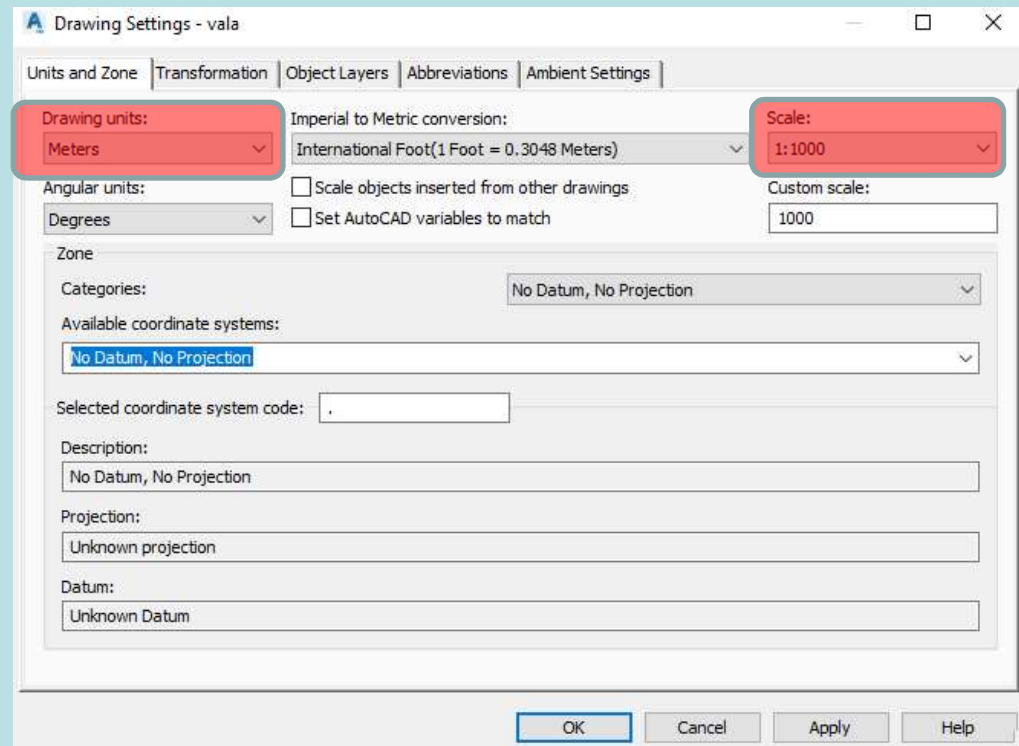 Drawing Settings - vala
Units and Zone Transformation Object Layers Abbreviations Ambient Settings
Drawing units: Imperial to Metric conversion: Scale:
Meters International Foot(1 Foot = 0.3048 Meters) 1:1000
Angular units: Scale objects inserted from other drawings Custom scale:
Degrees Set AutoCAD variables to match 1000
Zone
Categories: No Datum, No Projection
Available coordinate systems:
No Datum, No Projection
Selected coordinate system code: .
Description:
No Datum, No Projection
Projection:
Unknown projection
Datum:
Unknown Datum
OK Cancel Apply Help